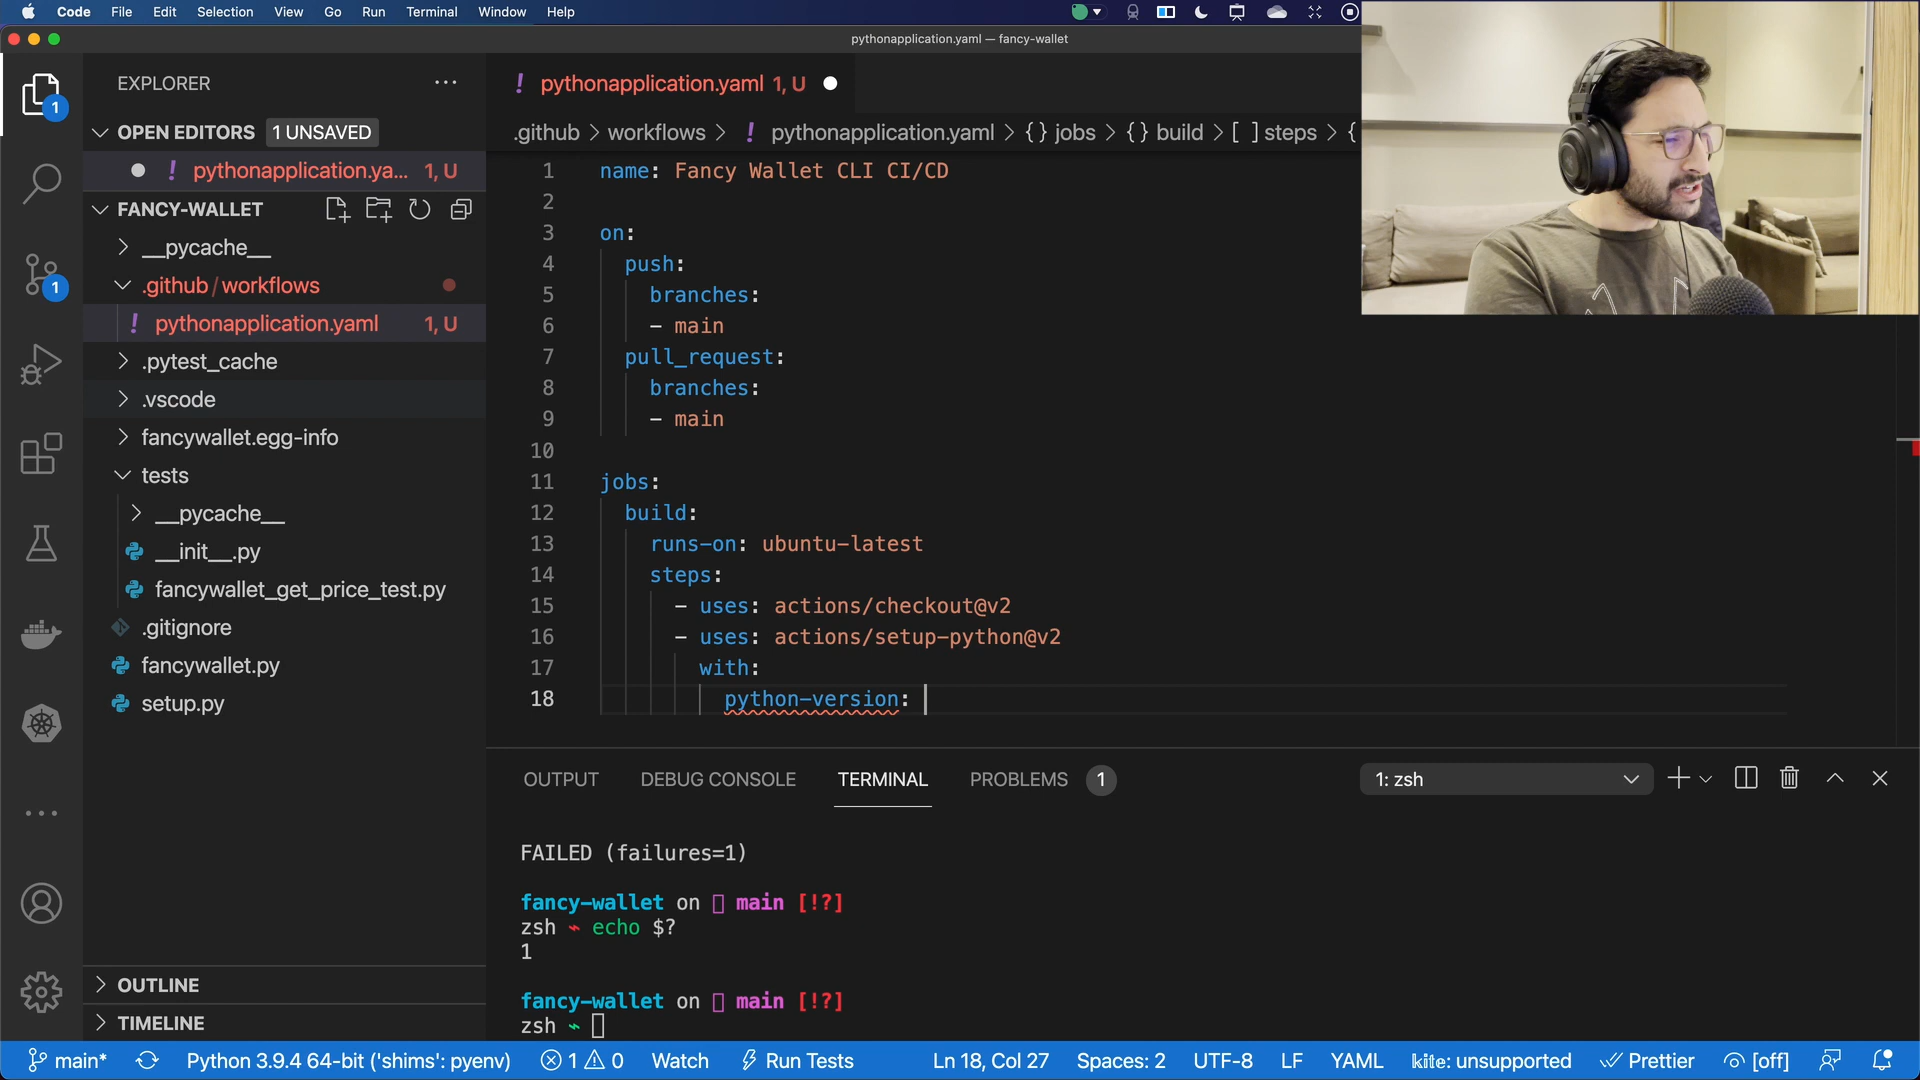 Code File Edit Selection View Go Run Terminal Window Help
pythonapplication.yaml — fancy-wallet
EXPLORER
OPEN EDITORS 1 UNSAVED
! pythonapplication.ya... 1, U
FANCY-WALLET
__pycache__
.github/workflows
! pythonapplication.yaml 1, U
.pytest_cache
.vscode
fancywallet.egg-info
tests
__pycache__
__init__.py
fancywallet_get_price_test.py
.gitignore
fancywallet.py
setup.py
OUTLINE
TIMELINE
1
1
! pythonapplication.yaml 1, U
.github > workflows > ! pythonapplication.yaml > {} jobs > {} build > [ ] steps > {
1 name: Fancy Wallet CLI CI/CD
2
3 on:
4 push:
5 branches:
6 - main
7 pull_request:
8 branches:
9 - main
10
11 jobs:
12 build:
13 runs-on: ubuntu-latest
14 steps:
15 - uses: actions/checkout@v2
16 - uses: actions/setup-python@v2
17 with:
18 python-version:
OUTPUT DEBUG CONSOLE TERMINAL PROBLEMS 1 1: zsh
FAILED (failures=1)
fancy-wallet on main [!?]
zsh echo $?
1
fancy-wallet on main [!?]
zsh
main* Python 3.9.4 64-bit ('shims': pyenv) 1 0 Watch Run Tests Ln 18, Col 27 Spaces: 2 UTF-8 LF YAML kite: unsupported Prettier [off]